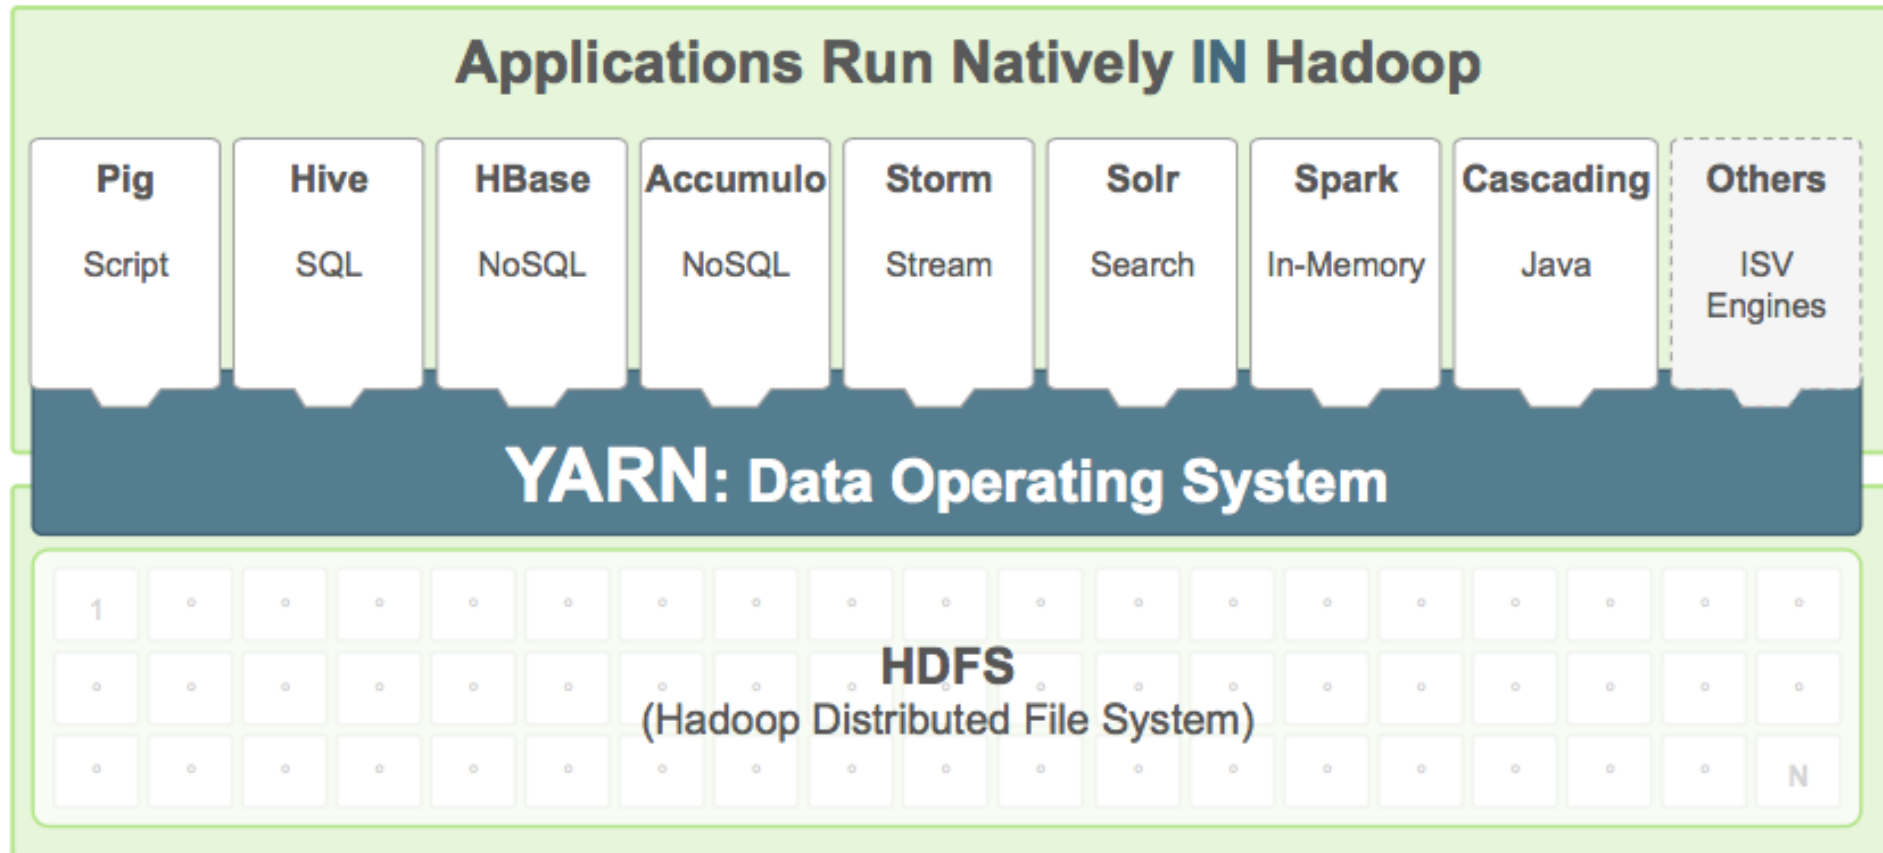 Applications Run Natively IN Hadoop
Pig
Script
Hive
SQL
HBase
NoSQL
Accumulo
NoSQL
Storm
Stream
Solr
Search
Spark
In-Memory
Cascading
Java
Others
ISV
Engines
YARN: Data Operating System
1
HDFS
(Hadoop Distributed File System)
N